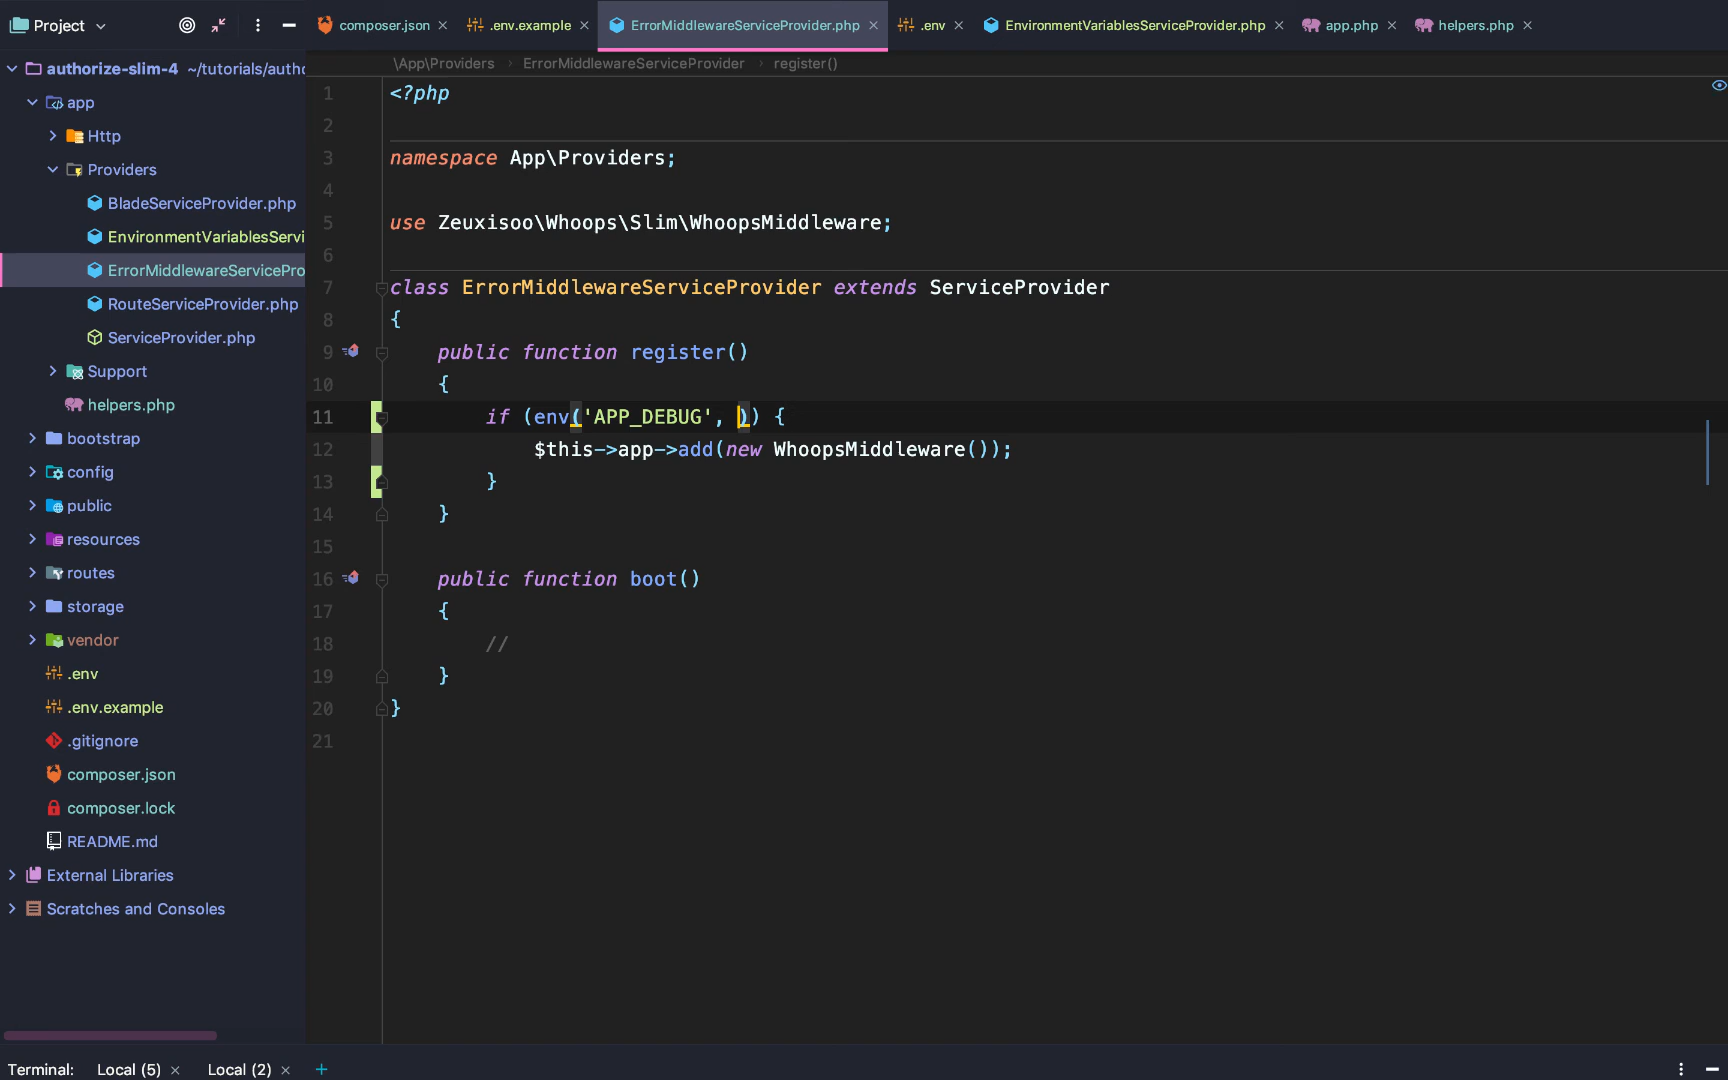 Project
composer.json
.env.example
ErrorMiddlewareServiceProvider.php
.env
EnvironmentVariablesServiceProvider.php
app.php
helpers.php
authorize-slim-4 ~/tutorials/autho
app
Http
Providers
BladeServiceProvider.php
EnvironmentVariablesServi
ErrorMiddlewareServicePro
RouteServiceProvider.php
ServiceProvider.php
Support
helpers.php
bootstrap
config
public
resources
routes
storage
vendor
.env
.env.example
.gitignore
composer.json
composer.lock
README.md
External Libraries
Scratches and Consoles
\App\Providers › ErrorMiddlewareServiceProvider › register()
1 <?php
2
3 namespace App\Providers;
4
5 use Zeuxisoo\Whoops\Slim\WhoopsMiddleware;
6
7 class ErrorMiddlewareServiceProvider extends ServiceProvider
8 {
9 public function register()
10 {
11 if (env('APP_DEBUG', )) {
12 $this->app->add(new WhoopsMiddleware());
13 }
14 }
15
16 public function boot()
17 {
18 //
19 }
20 }
21
Terminal: Local (5) × Local (2) × +